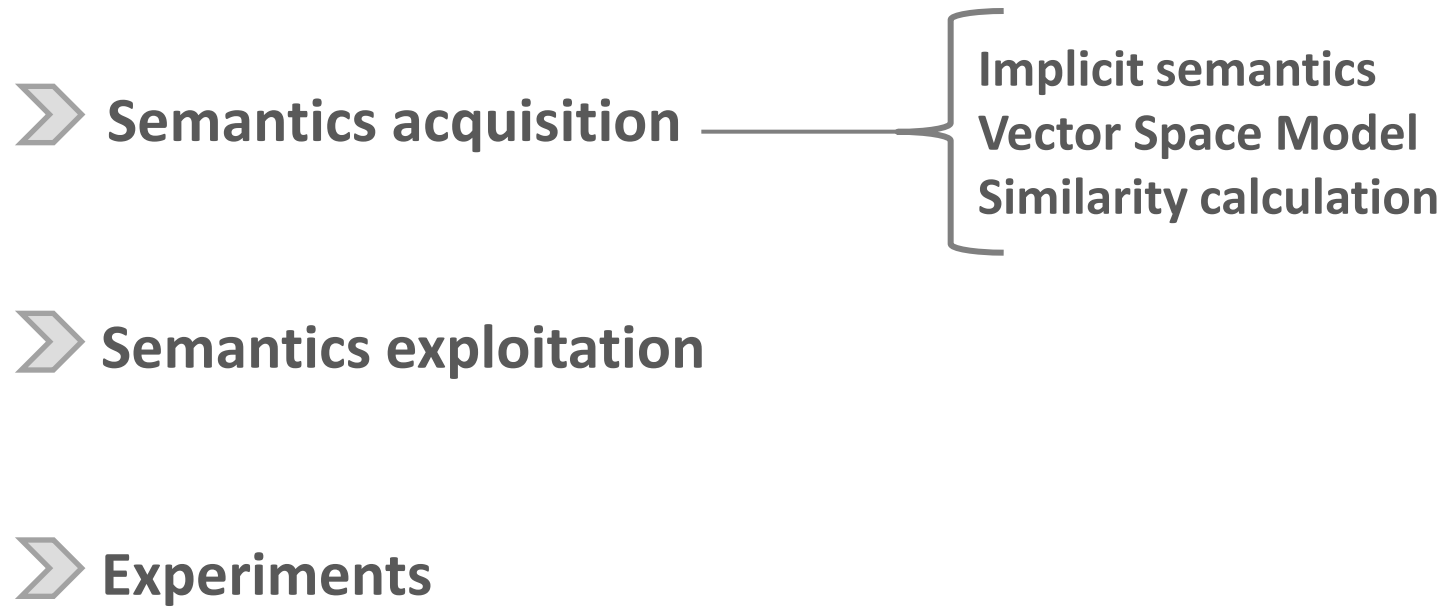 Semantics acquisition
Implicit semantics
Vector Space Model
Similarity calculation
Semantics exploitation
Experiments